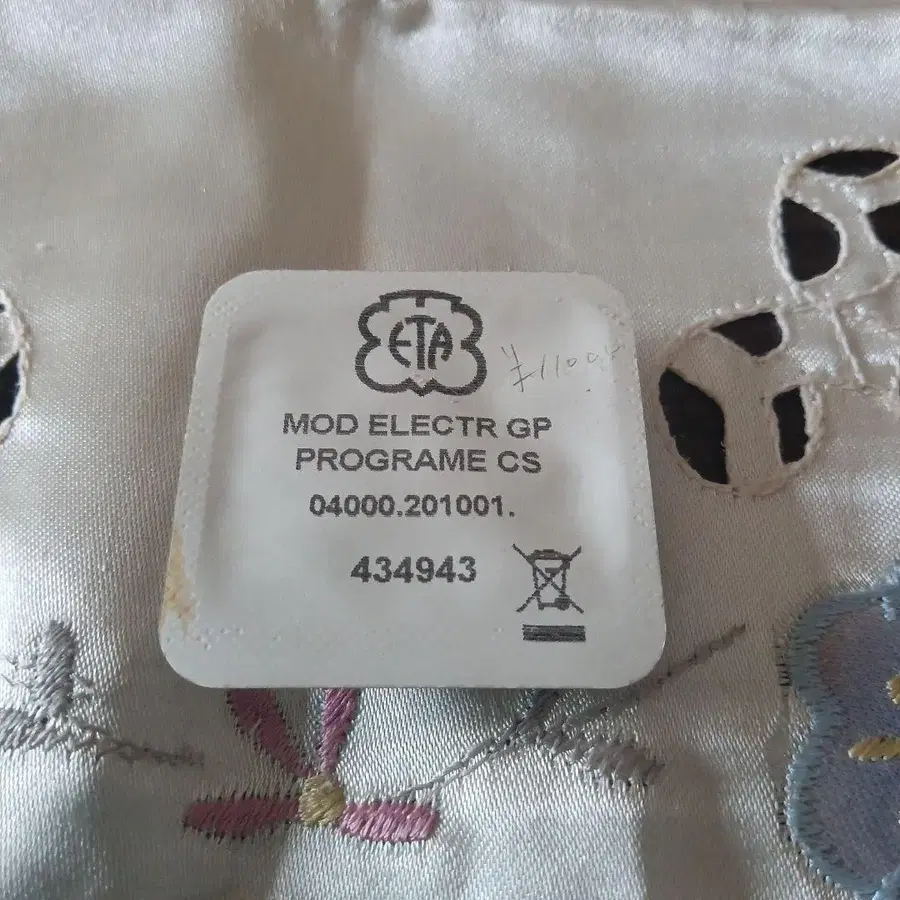 ETA
MOD ELECTR GP
PROGRAME CS
04000.201001.
434943